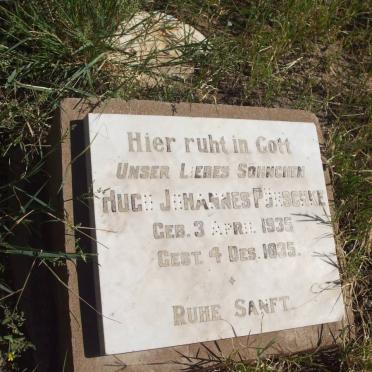 Hier ruht in Gott
Unser Liebes Söhnchen
Hugo Johannes
Geb. 3 April 1935
Gest. 4 Dez. 1935.
Ruhe Sanft.